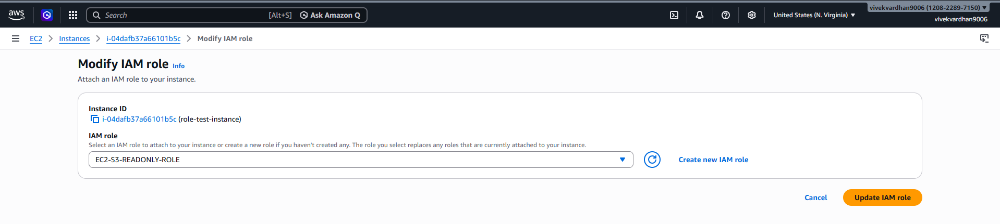 aws Search [Alt+S] Ask Amazon Q United States (N. Virginia) vivekvardhan9006 (1208-2289-7150)
vivekvardhan9006
EC2 Instances i-04dafb37a66101b5c Modify IAM role
Modify IAM role Info
Attach an IAM role to your instance.
Instance ID
i-04dafb37a66101b5c (role-test-instance)
IAM role
Select an IAM role to attach to your instance or create a new role if you haven't created any. The role you select replaces any roles that are currently attached to your instance.
EC2-S3-READONLY-ROLE Create new IAM role
Cancel Update IAM role